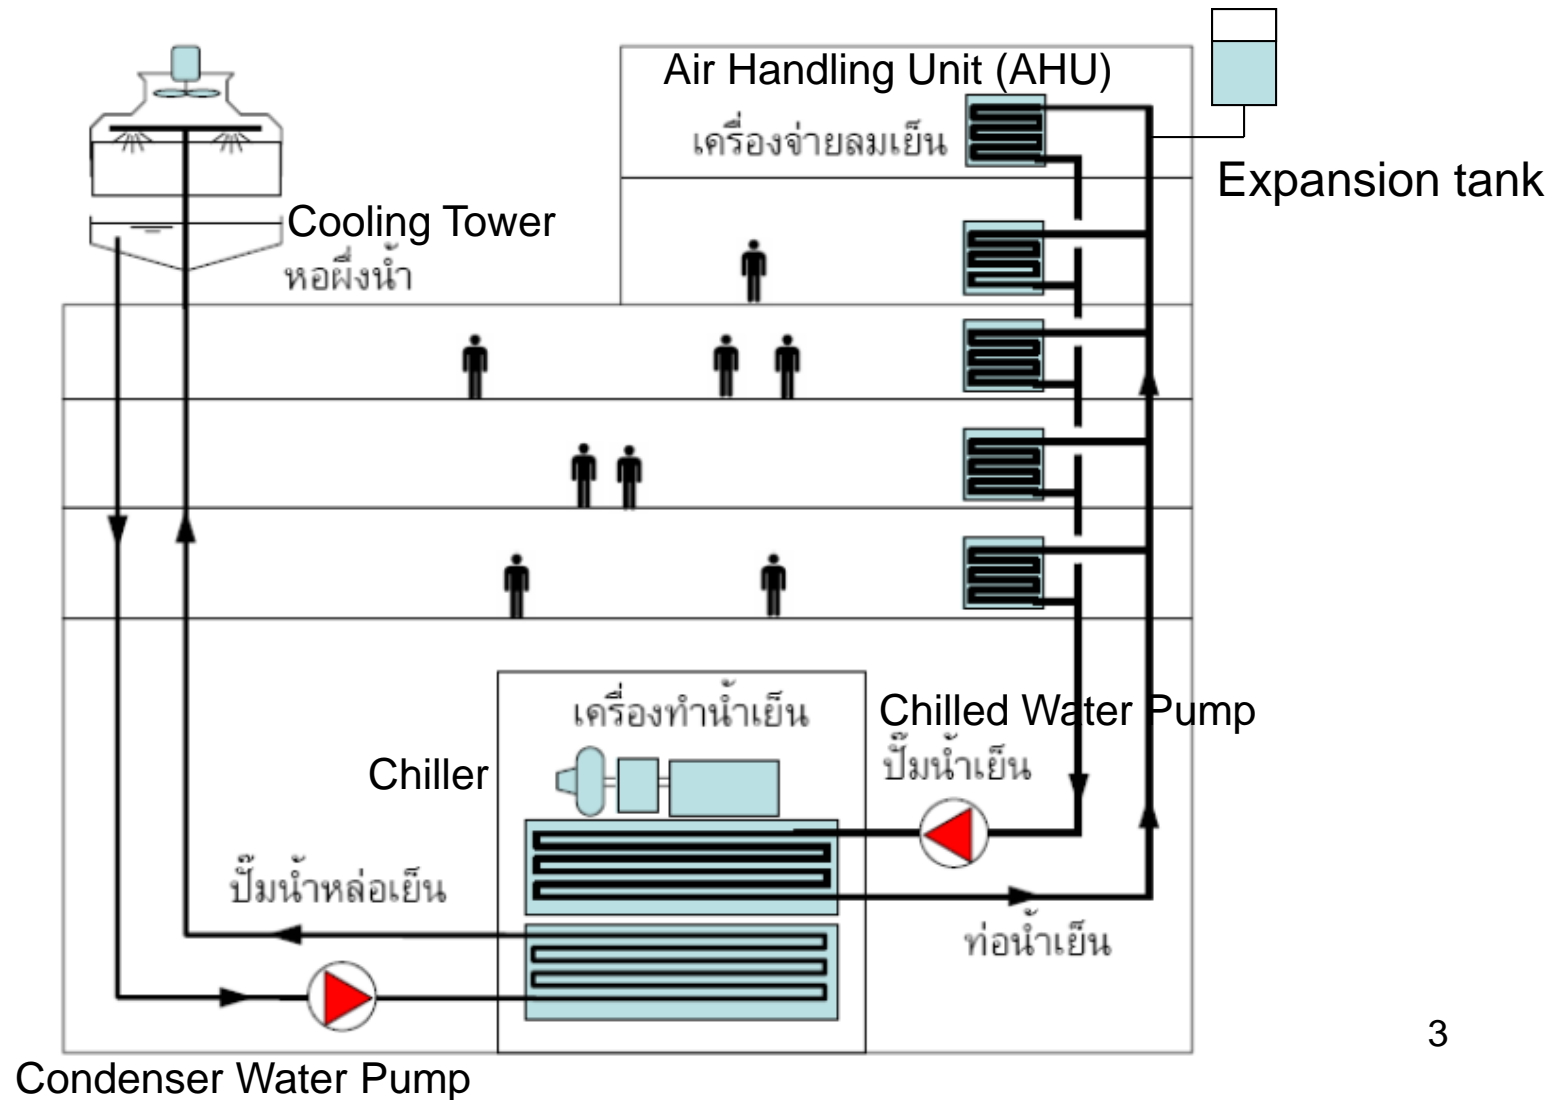 Air Handling Unit (AHU)
เครื่องจ่ายลมเย็น
Expansion tank
Cooling Tower
หอผึ่งน้ำ
เครื่องทำน้ำเย็น
Chilled Water Pump
ปั๊มน้ำเย็น
Chiller
ปั๊มน้ำหล่อเย็น
ท่อน้ำเย็น
3
Condenser Water Pump